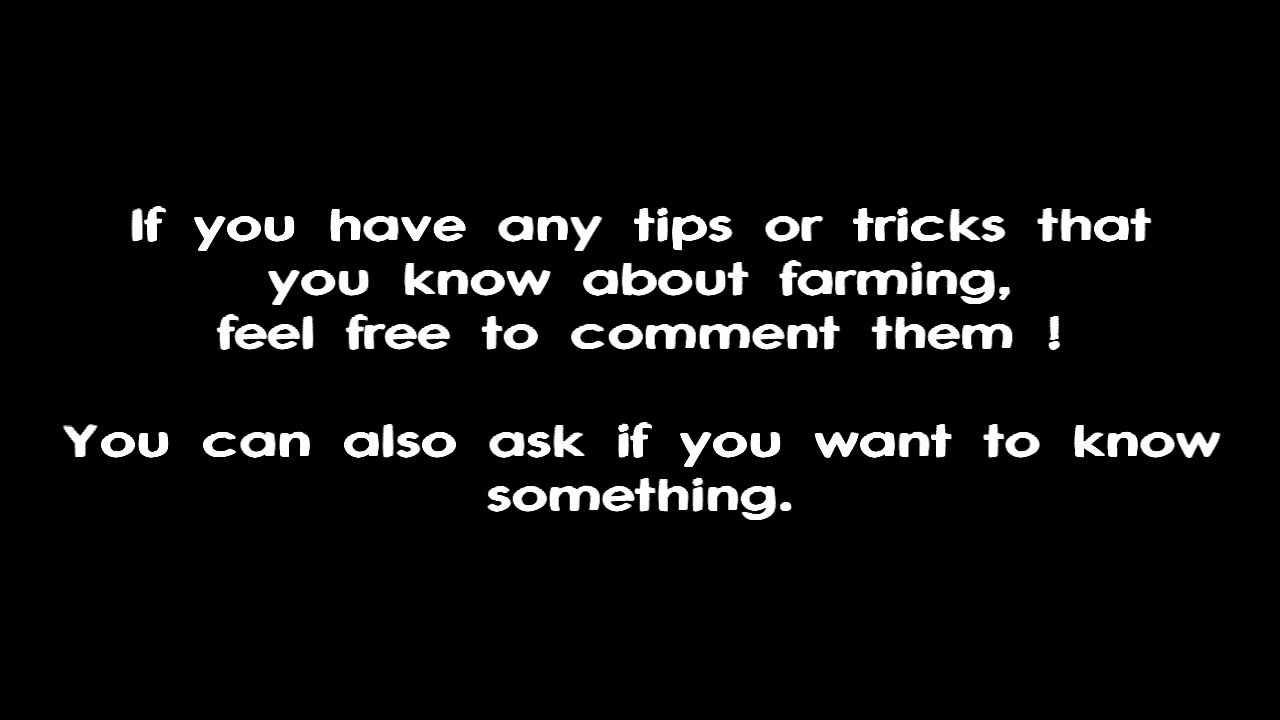 If you have any tips or tricks that
you know about farming,
feel free to comment them !
You can also ask if you want to know
something.